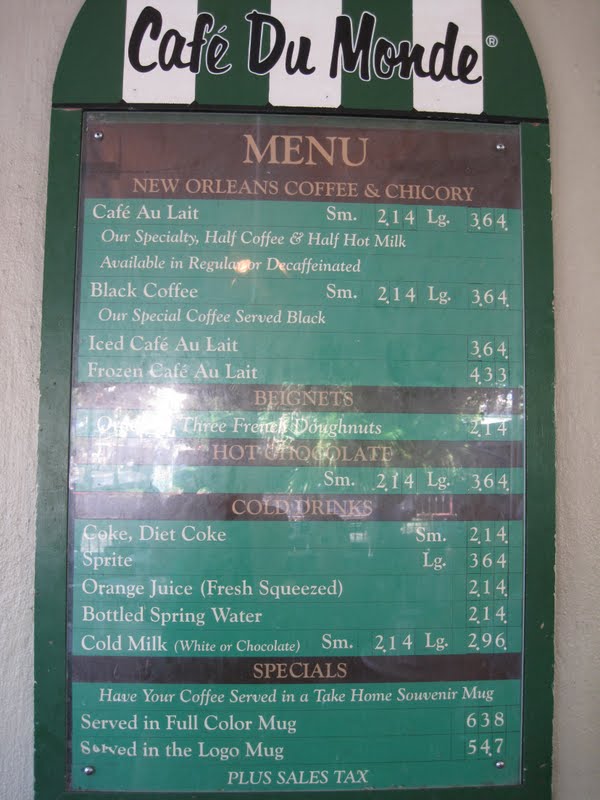 Café Du Monde®
MENU
NEW ORLEANS COFFEE & CHICORY
Café Au Lait Sm. 2.14 Lg. 3.64
Our Specialty, Half Coffee & Half Hot Milk
Available in Regular or Decaffeinated
Black Coffee Sm. 2.14 Lg. 3.64
Our Special Coffee Served Black
Iced Café Au Lait 3.64
Frozen Café Au Lait 4.33
BEIGNETS
Three French Doughnuts 2.14
HOT CHOCOLATE
Sm. 2.14 Lg. 3.64
COLD DRINKS
Coke, Diet Coke Sm. 2.14
Sprite Lg. 3.64
Orange Juice (Fresh Squeezed) 2.14
Bottled Spring Water 2.14
Cold Milk (White or Chocolate) Sm. 2.14 Lg. 2.96
SPECIALS
Have Your Coffee Served in a Take Home Souvenir Mug
Served in Full Color Mug 6.38
Served in the Logo Mug 5.47
PLUS SALES TAX